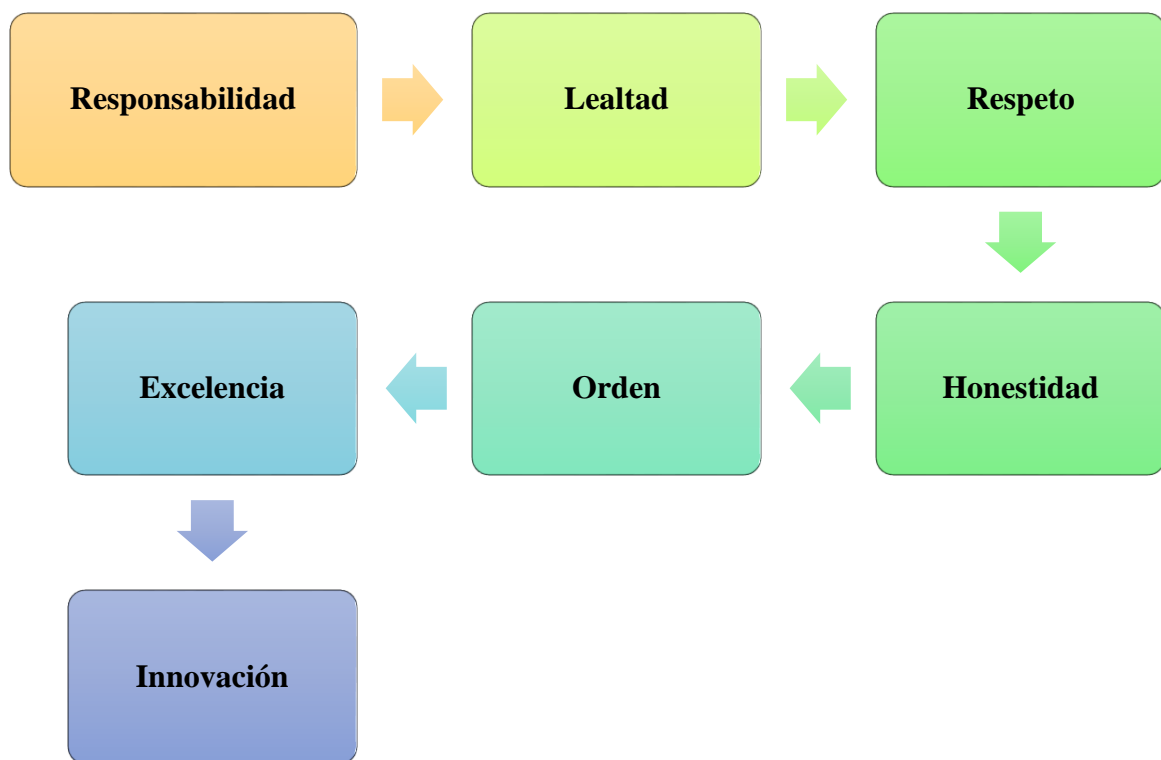 Responsabilidad
Lealtad
Respeto
Honestidad
Orden
Excelencia
Innovación